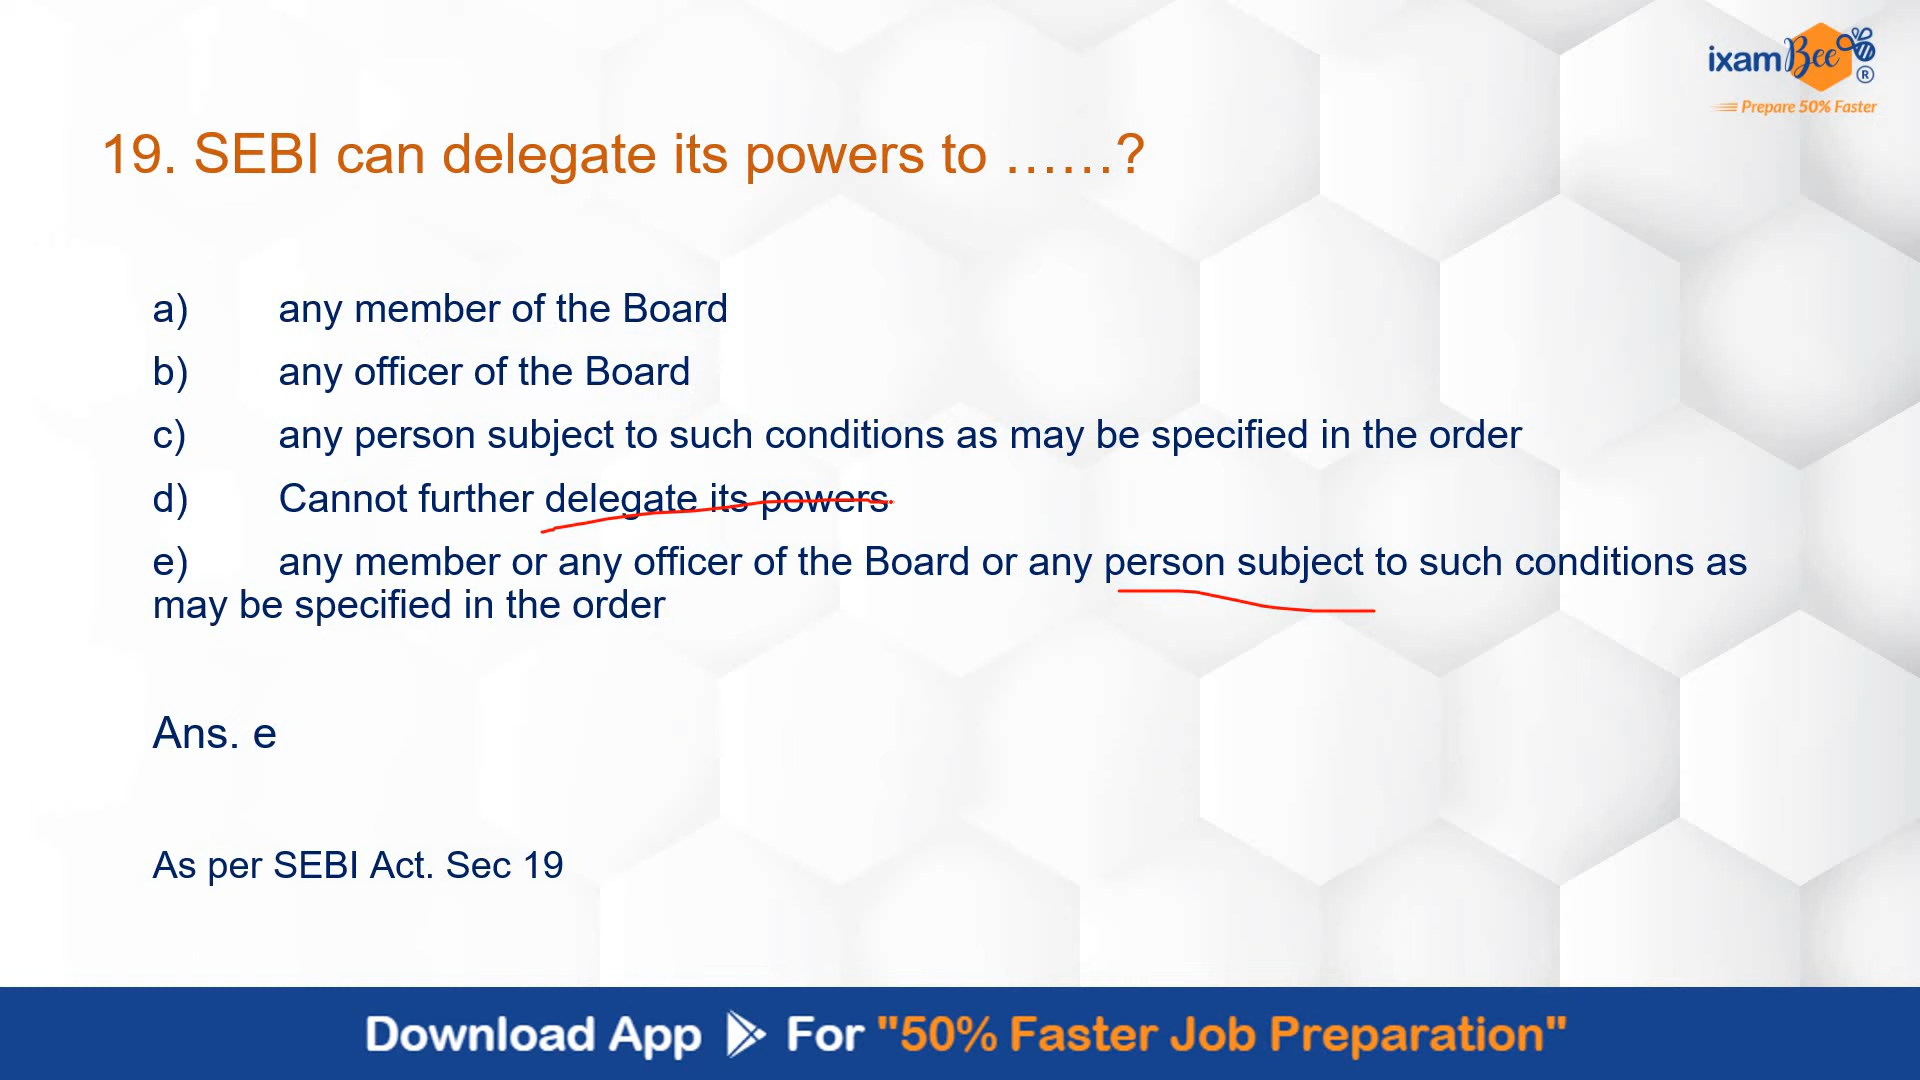 ixamBee®
Prepare 50% Faster
19. SEBI can delegate its powers to ……?
a) any member of the Board
b) any officer of the Board
c) any person subject to such conditions as may be specified in the order
d) Cannot further delegate its powers
e) any member or any officer of the Board or any person subject to such conditions as
may be specified in the order
Ans. e
As per SEBI Act. Sec 19
Download App For "50% Faster Job Preparation"